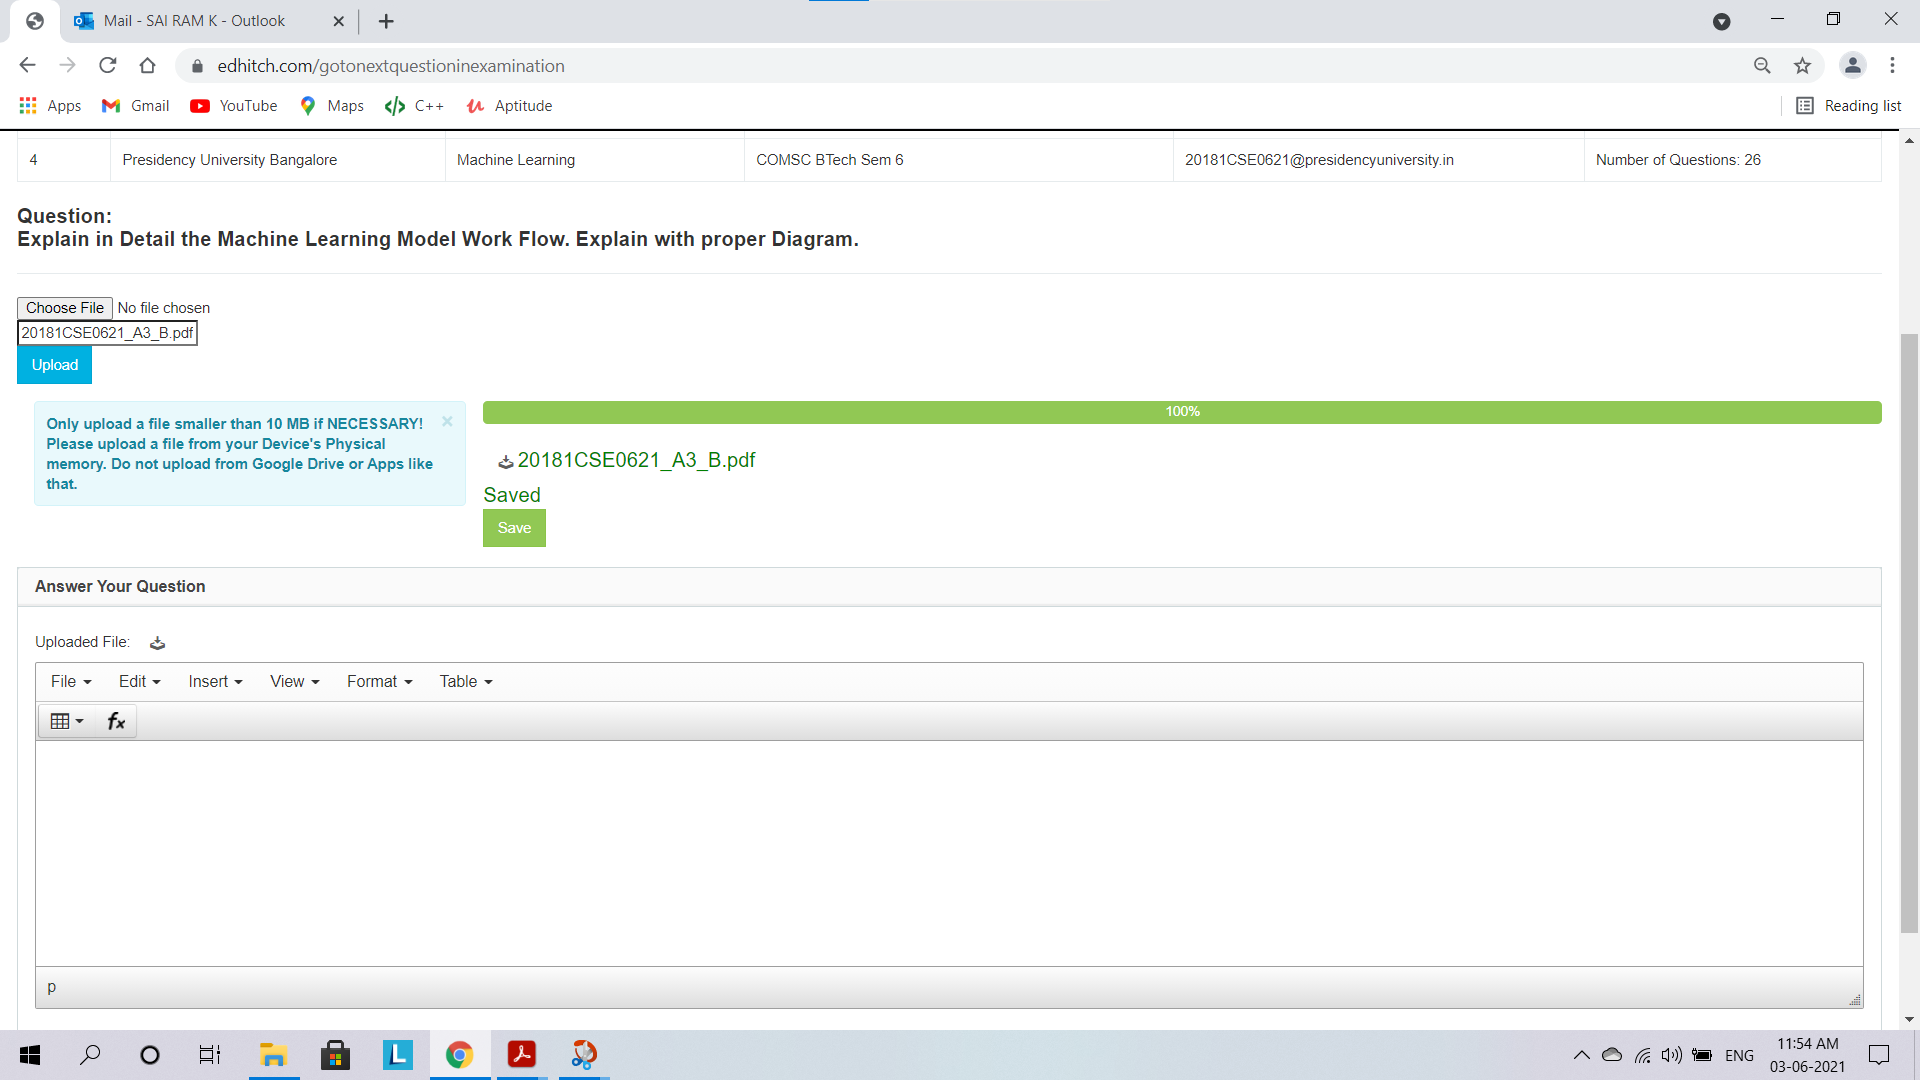 Mail - SAI RAM K - Outlook
edhitch.com/gotonextquestioninexamination
Apps Gmail YouTube Maps C++ Aptitude Reading list
4 Presidency University Bangalore Machine Learning COMSC BTech Sem 6 20181CSE0621@presidencyuniversity.in Number of Questions: 26
Question:
Explain in Detail the Machine Learning Model Work Flow. Explain with proper Diagram.
Choose File No file chosen
20181CSE0621_A3_B.pdf
Upload
Only upload a file smaller than 10 MB if NECESSARY!
Please upload a file from your Device's Physical
memory. Do not upload from Google Drive or Apps like
that.
100%
20181CSE0621_A3_B.pdf
Saved
Save
Answer Your Question
Uploaded File:
File Edit Insert View Format Table
fx
p
L
ENG
11:54 AM
03-06-2021